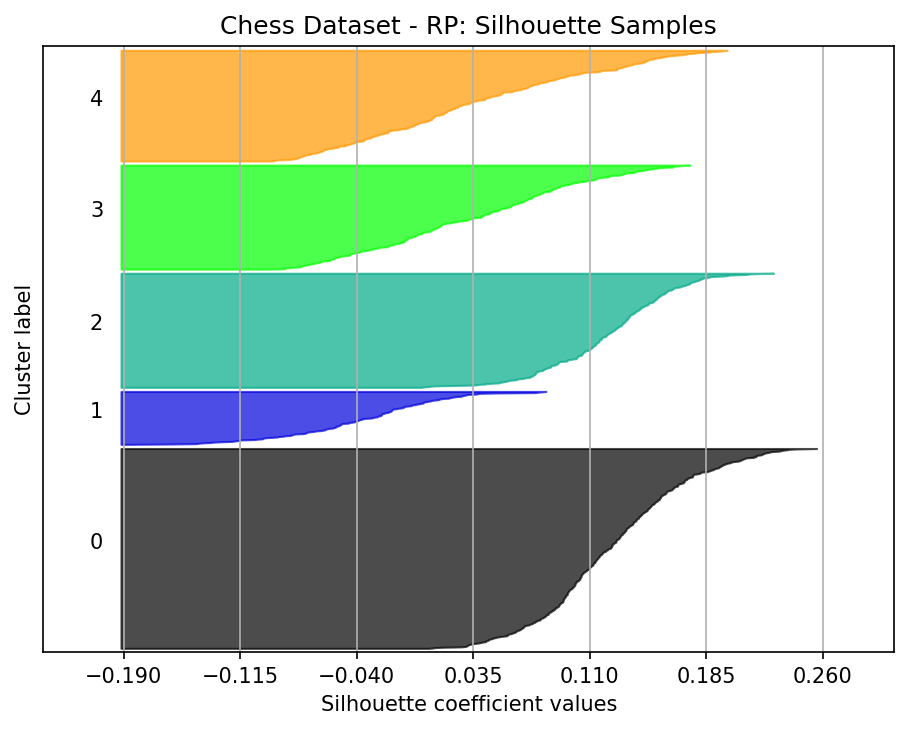 Chess Dataset - RP: Silhouette Samples
4
3
2
1
0
Cluster label
−0.190 −0.115 −0.040 0.035 0.110 0.185 0.260
Silhouette coefficient values